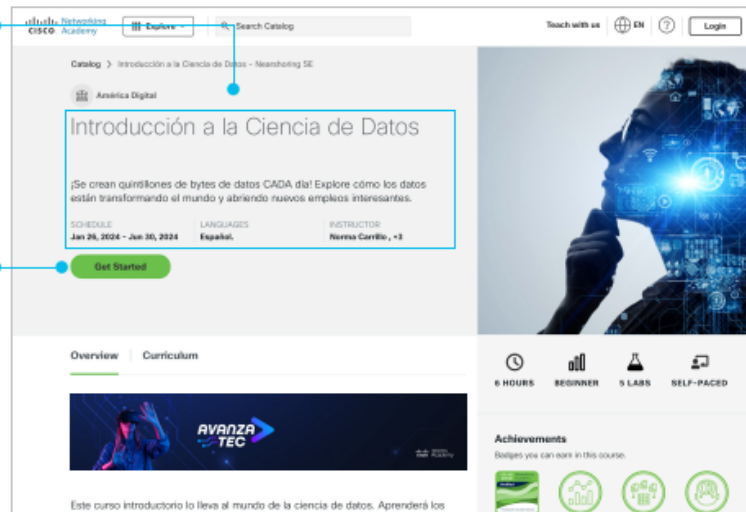 Networking
CISCO Academy
Explore
Search Catalog
Teach with us
EN
?
Login
Catalog > Introducción a la Ciencia de Datos - Nearshoring SE
América Digital
Introducción a la Ciencia de Datos
¡Se crean quintillones de bytes de datos CADA día! Explore cómo los datos
están transformando el mundo y abriendo nuevos empleos interesantes.
SCHEDULE LANGUAGES INSTRUCTOR
Jan 26, 2024 - Jun 30, 2024 Español. Norma Carrillo , +3
Get Started
Overview Curriculum
6 HOURS BEGINNER 5 LABS SELF-PACED
AVANZA
TEC
Achievements
Badges you can earn in this course.
Este curso introductorio lo lleva al mundo de la ciencia de datos. Aprenderá los